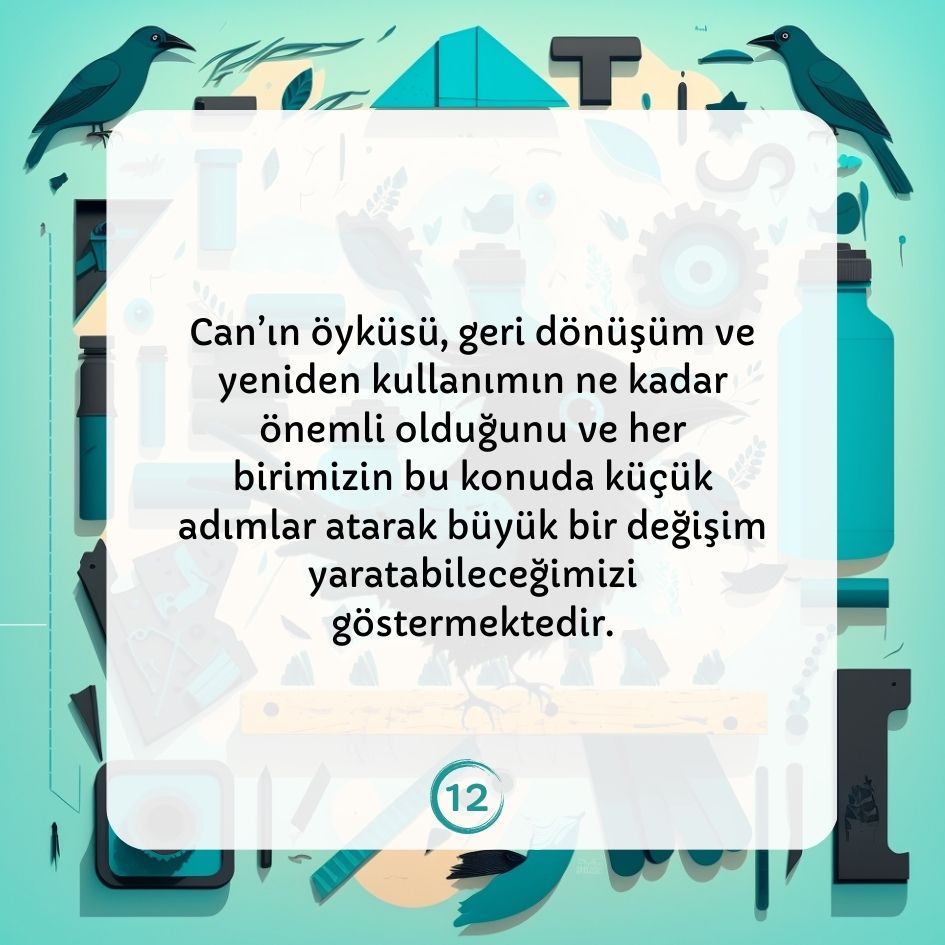 Can’ın öyküsü, geri dönüşüm ve
yeniden kullanımın ne kadar
önemli olduğunu ve her
birimizin bu konuda küçük
adımlar atarak büyük bir değişim
yaratabileceğimizi
göstermektedir.
12